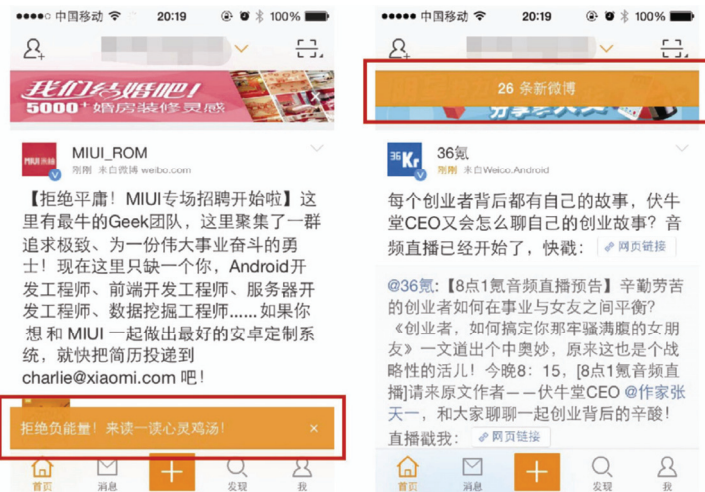 中国移动 20:19 100%
我们结婚吧！
5000+婚房装修灵感
MIUI_ROM
刚刚 来自微博 weibo.com
【拒绝平庸！MIUI专场招聘开始啦】这
里有最牛的Geek团队，这里聚集了一群
追求极致、为一份伟大事业奋斗的勇
士！现在这里只缺一个你，Android开
发工程师、前端开发工程师、服务器开
发工程师、数据挖掘工程师......如果你
想和 MIUI 一起做出最好的安卓定制系
统，就快把简历投递到
charlie@xiaomi.com 吧！
拒绝负能量！来读一读心灵鸡汤！ ×
首页 消息 发现 我
中国移动 20:19 100%
26 条新微博
36Kr
36氪
刚刚 来自Weico.Android
每个创业者背后都有自己的故事，伏牛
堂CEO又会怎么聊自己的创业故事？音
频直播已经开始了，快戳： 网页链接
@36氪:【8点1氪音频直播预告】辛勤劳苦
的创业者如何在事业与女友之间平衡？
《创业者，如何搞定你那牢骚满腹的女朋
友》一文道出个中奥妙，原来这也是个战
略性的活儿！今晚8：15，[8点1氪音频直
播]请来原文作者——伏牛堂CEO @作家张
天一，和大家聊聊一起创业背后的辛酸！
直播戳我： 网页链接
首页 消息 发现 我